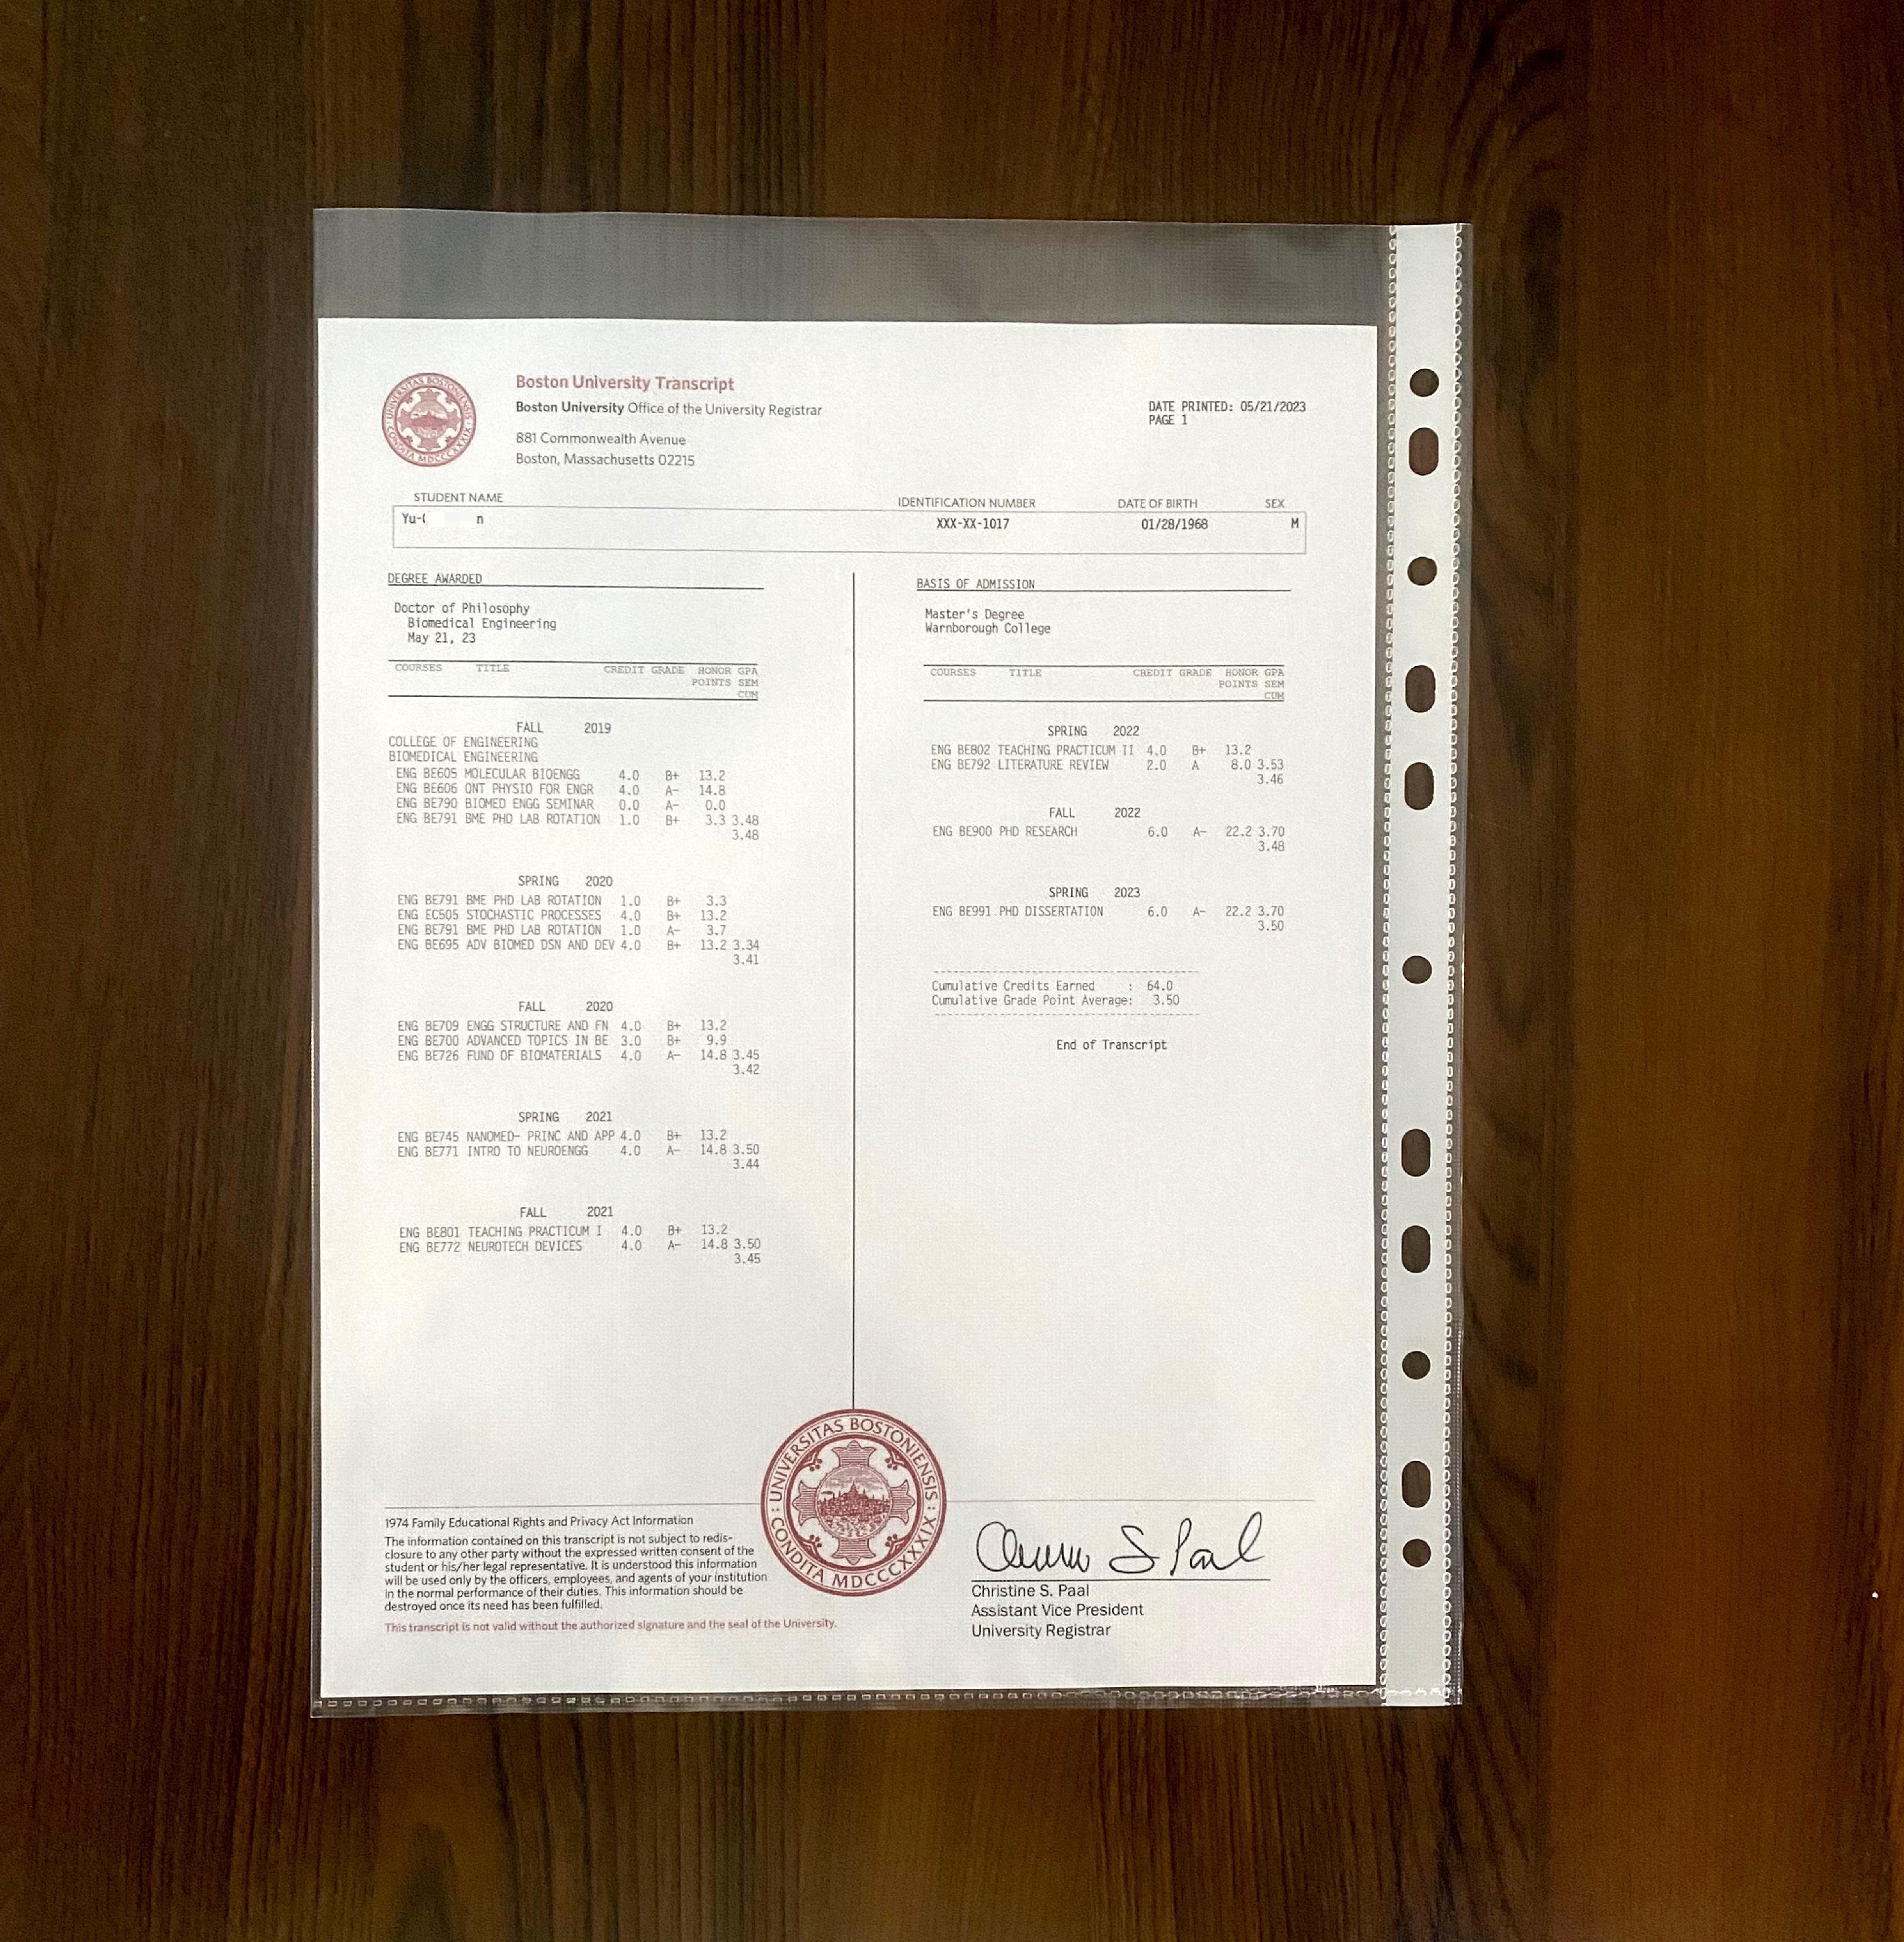 Boston University Transcript
Boston University Office of the University Registrar
881 Commonwealth Avenue
Boston, Massachusetts 02215
DATE PRINTED: 05/21/2023
PAGE 1
STUDENT NAME IDENTIFICATION NUMBER DATE OF BIRTH SEX
Yu-( n XXX-XX-1017 01/28/1968 M
DEGREE AWARDED
Doctor of Philosophy
Biomedical Engineering
May 21, 23
COURSES TITLE CREDIT GRADE HONOR GPA
POINTS SEM
CUM
FALL 2019
COLLEGE OF ENGINEERING
BIOMEDICAL ENGINEERING
ENG BE605 MOLECULAR BIOENGG 4.0 B+ 13.2
ENG BE606 QNT PHYSIO FOR ENGR 4.0 A- 14.8
ENG BE790 BIOMED ENGG SEMINAR 0.0 A- 0.0
ENG BE791 BME PHD LAB ROTATION 1.0 B+ 3.3 3.48
3.48
SPRING 2020
ENG BE791 BME PHD LAB ROTATION 1.0 B+ 3.3
ENG EC505 STOCHASTIC PROCESSES 4.0 B+ 13.2
ENG BE791 BME PHD LAB ROTATION 1.0 A- 3.7
ENG BE695 ADV BIOMED DSN AND DEV 4.0 B+ 13.2 3.34
3.41
FALL 2020
ENG BE709 ENGG STRUCTURE AND FN 4.0 B+ 13.2
ENG BE700 ADVANCED TOPICS IN BE 3.0 B+ 9.9
ENG BE726 FUND OF BIOMATERIALS 4.0 A- 14.8 3.45
3.42
SPRING 2021
ENG BE745 NANOMED- PRINC AND APP 4.0 B+ 13.2
ENG BE771 INTRO TO NEUROENGG 4.0 A- 14.8 3.50
3.44
FALL 2021
ENG BE801 TEACHING PRACTICUM I 4.0 B+ 13.2
ENG BE772 NEUROTECH DEVICES 4.0 A- 14.8 3.50
3.45
BASIS OF ADMISSION
Master's Degree
Warnborough College
COURSES TITLE CREDIT GRADE HONOR GPA
POINTS SEM
CUM
SPRING 2022
ENG BE802 TEACHING PRACTICUM II 4.0 B+ 13.2
ENG BE792 LITERATURE REVIEW 2.0 A 8.0 3.53
3.46
FALL 2022
ENG BE900 PHD RESEARCH 6.0 A- 22.2 3.70
3.48
SPRING 2023
ENG BE991 PHD DISSERTATION 6.0 A- 22.2 3.70
3.50
Cumulative Credits Earned : 64.0
Cumulative Grade Point Average: 3.50
End of Transcript
UNIVERSITAS BOSTONIENSIS
CONDITA MDCCCXXXIX
1974 Family Educational Rights and Privacy Act Information
The information contained on this transcript is not subject to redis-
closure to any other party without the expressed written consent of the
student or his/her legal representative. It is understood this information
will be used only by the officers, employees, and agents of your institution
in the normal performance of their duties. This information should be
destroyed once its need has been fulfilled.
This transcript is not valid without the authorized signature and the seal of the University.
Christine S. Paal
Assistant Vice President
University Registrar